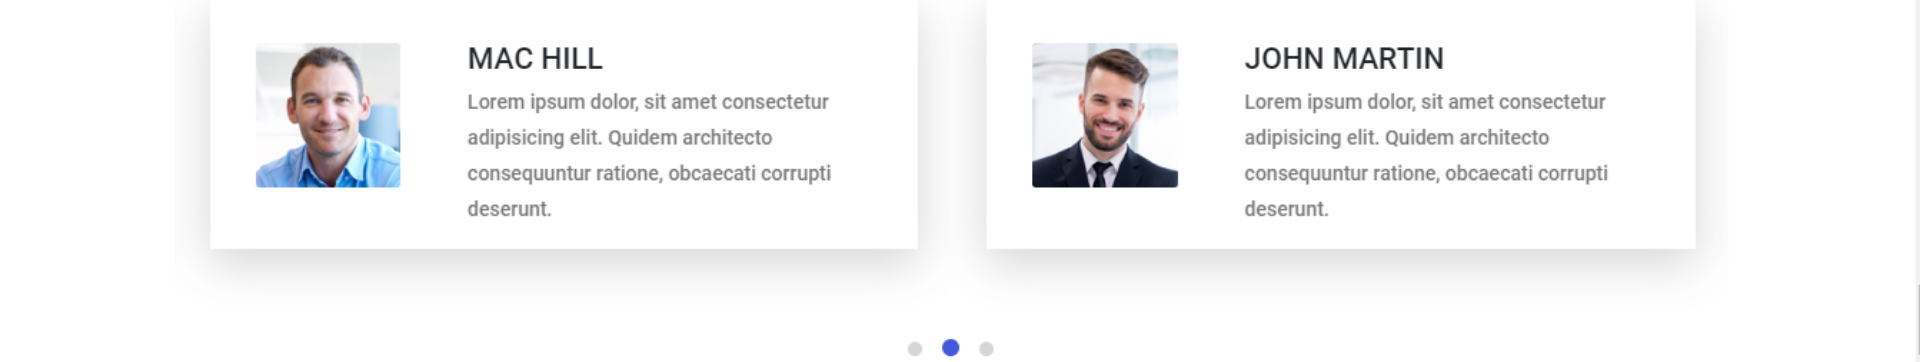 MAC HILL
Lorem ipsum dolor, sit amet consectetur
adipisicing elit. Quidem architecto
consequuntur ratione, obcaecati corrupti
deserunt.
JOHN MARTIN
Lorem ipsum dolor, sit amet consectetur
adipisicing elit. Quidem architecto
consequuntur ratione, obcaecati corrupti
deserunt.